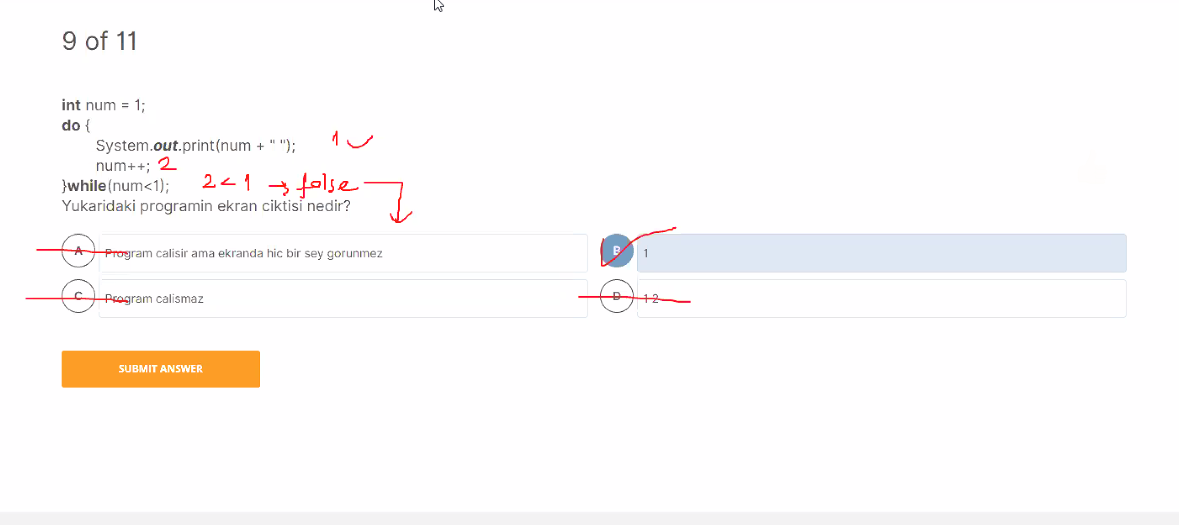 9 of 11
int num = 1;
do {
System.out.print(num + " ");
1
num++; 2
}while(num<1);
2 < 1 → false
Yukaridaki programin ekran ciktisi nedir?
A Program calisir ama ekranda hic bir sey gorunmez
B 1
C Program calismaz
D 1 2
SUBMIT ANSWER